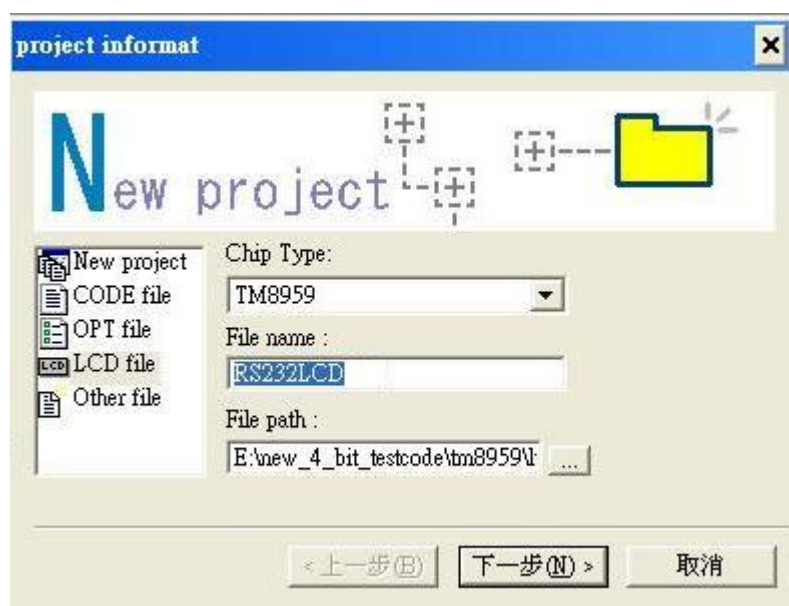 project informat
New project
New project
CODE file
OPT file
LCD LCD file
Other file
Chip Type:
TM8959
File name :
RS232LCD
File path :
E:\new_4_bit_testcode\tm8959\
...
<上一步(B)
下一步(N) >
取消